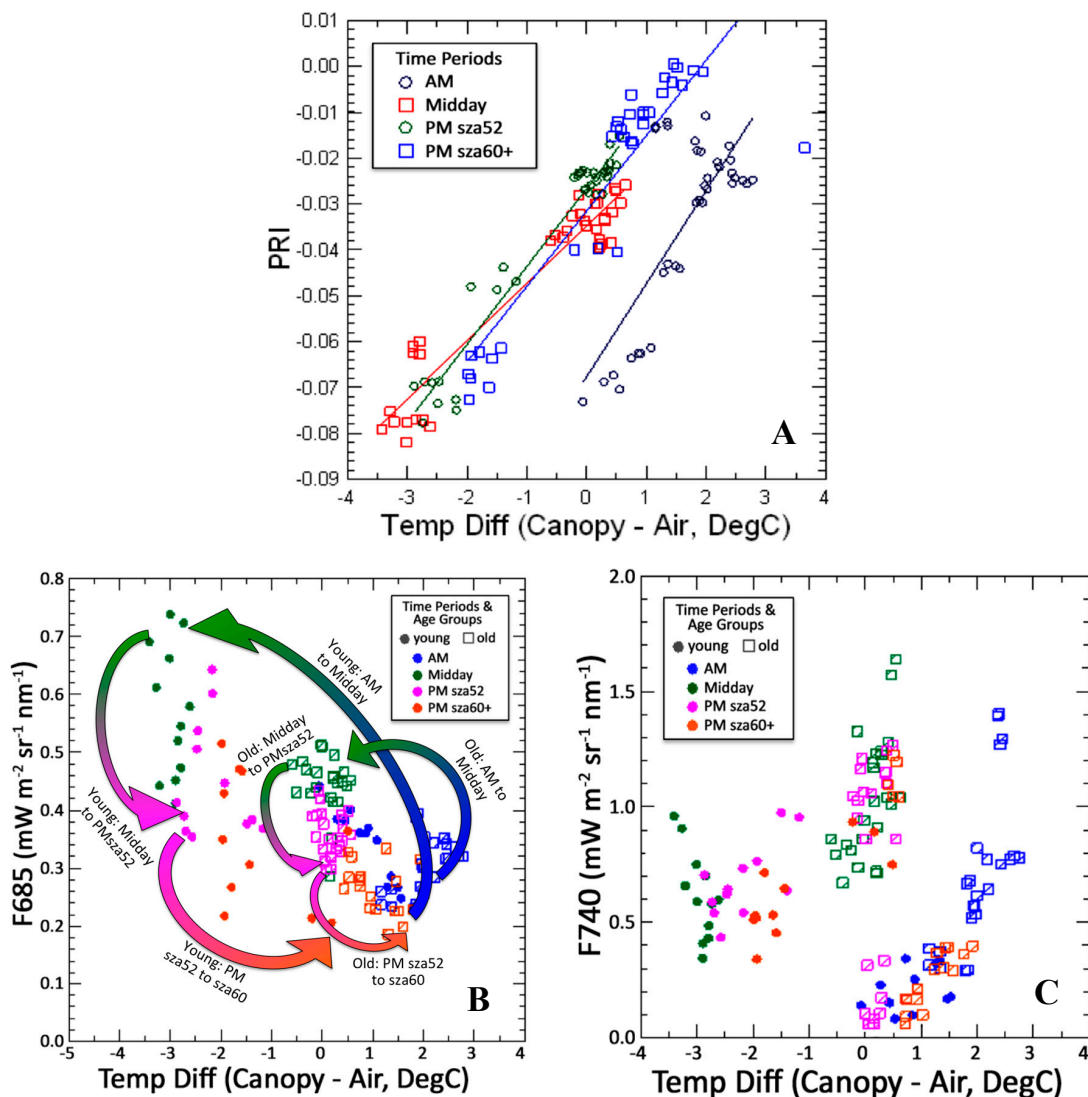 0.01
0.00
-0.01
-0.02
-0.03
-0.04
-0.05
-0.06
-0.07
-0.08
-0.09
PRI
Time Periods
AM
Midday
PM sza52
PM sza60+
A
-4 -3 -2 -1 0 1 2 3 4
Temp Diff (Canopy - Air, DegC)
0.8
0.7
0.6
0.5
0.4
0.3
0.2
0.1
0.0
F685 (mW m-2 sr-1 nm-1)
Time Periods &
Age Groups
young old
AM
Midday
PM sza52
PM sza60+
Young: AM
to Midday
Old: Midday
to PMsza52
Old: AM to
Midday
Young: Midday
to PMsza52
Young: PM
sza52 to sza60
Old: PM sza52
to sza60
B
-5 -4 -3 -2 -1 0 1 2 3 4
Temp Diff (Canopy - Air, DegC)
2.0
1.5
1.0
0.5
0.0
F740 (mW m-2 sr-1 nm-1)
Time Periods &
Age Groups
young old
AM
Midday
PM sza52
PM sza60+
C
-4 -3 -2 -1 0 1 2 3 4
Temp Diff (Canopy - Air, DegC)